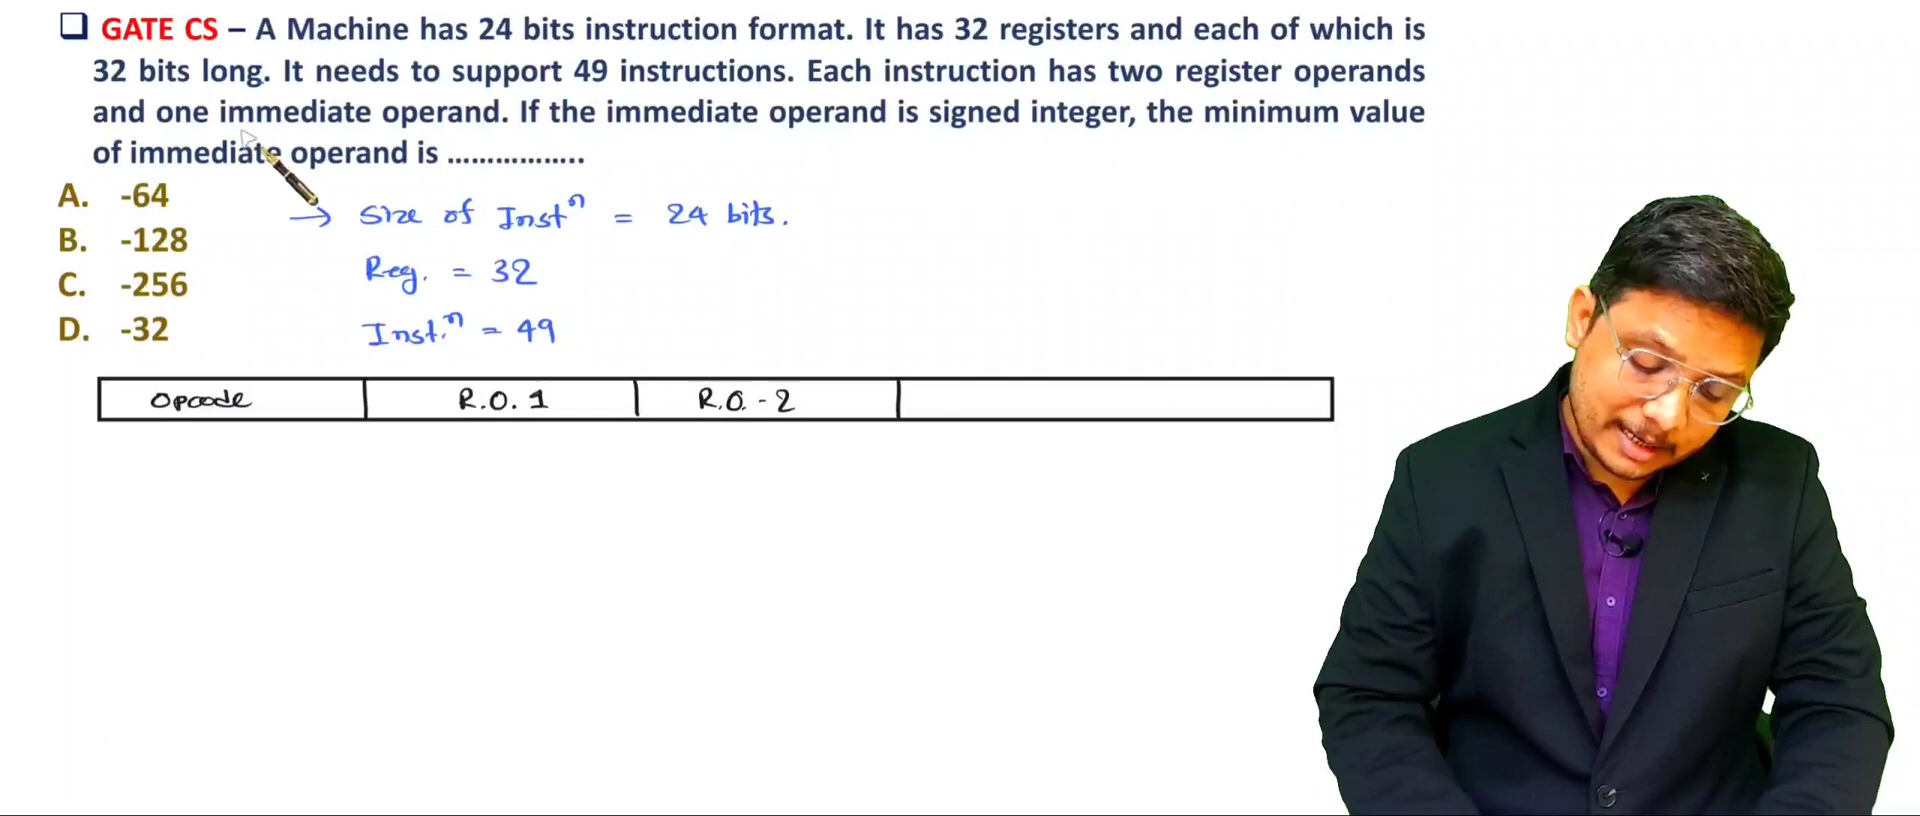 ❑ GATE CS – A Machine has 24 bits instruction format. It has 32 registers and each of which is
32 bits long. It needs to support 49 instructions. Each instruction has two register operands
and one immediate operand. If the immediate operand is signed integer, the minimum value
of immediate operand is .................
A. -64
B. -128
C. -256
D. -32
→ Size of Instⁿ = 24 bits.
Reg. = 32
Inst.ⁿ = 49
Opcode R.O. 1 R.O. - 2